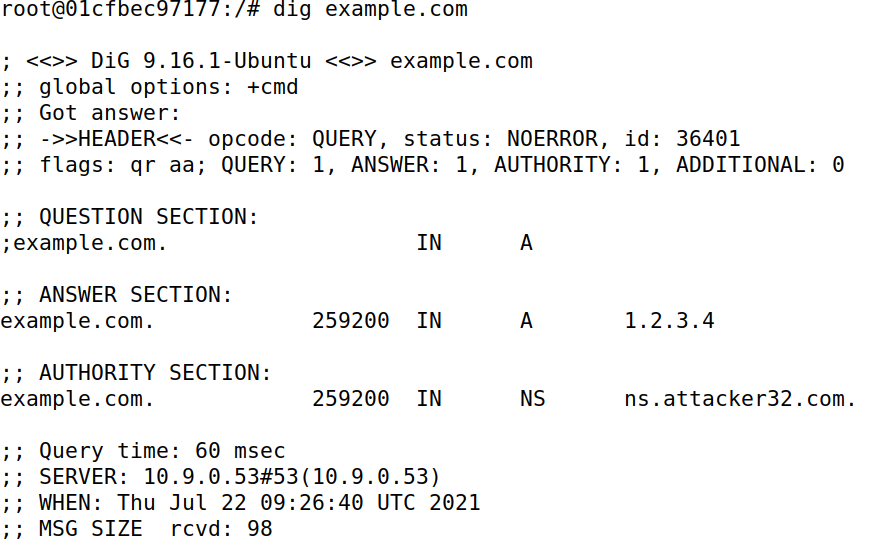 root@01cfbec97177:/# dig example.com
; <<>> DiG 9.16.1-Ubuntu <<>> example.com
;; global options: +cmd
;; Got answer:
;; ->>HEADER<<- opcode: QUERY, status: NOERROR, id: 36401
;; flags: qr aa; QUERY: 1, ANSWER: 1, AUTHORITY: 1, ADDITIONAL: 0
;; QUESTION SECTION:
;example.com. IN A
;; ANSWER SECTION:
example.com. 259200 IN A 1.2.3.4
;; AUTHORITY SECTION:
example.com. 259200 IN NS ns.attacker32.com.
;; Query time: 60 msec
;; SERVER: 10.9.0.53#53(10.9.0.53)
;; WHEN: Thu Jul 22 09:26:40 UTC 2021
;; MSG SIZE rcvd: 98